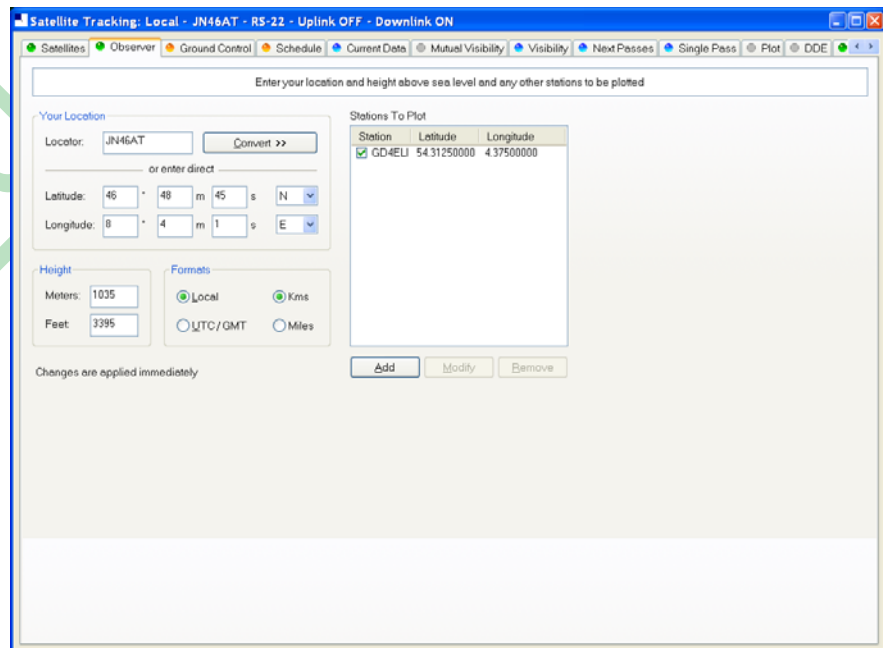 Satellite Tracking: Local - JN46AT - RS-22 - Uplink OFF - Downlink ON
Satellites Observer Ground Control Schedule Current Data Mutual Visibility Visibility Next Passes Single Pass Plot DDE
Enter your location and height above sea level and any other stations to be plotted
Your Location
Locator: JN46AT Convert >>
or enter direct
Latitude: 46 ° 48 m 45 s N
Longitude: 8 ° 4 m 1 s E
Height
Meters: 1035
Feet: 3395
Formats
Local Kms
UTC/GMT Miles
Changes are applied immediately
Stations To Plot
Station Latitude Longitude
GD4ELI 54.31250000 4.37500000
Add Modify Remove